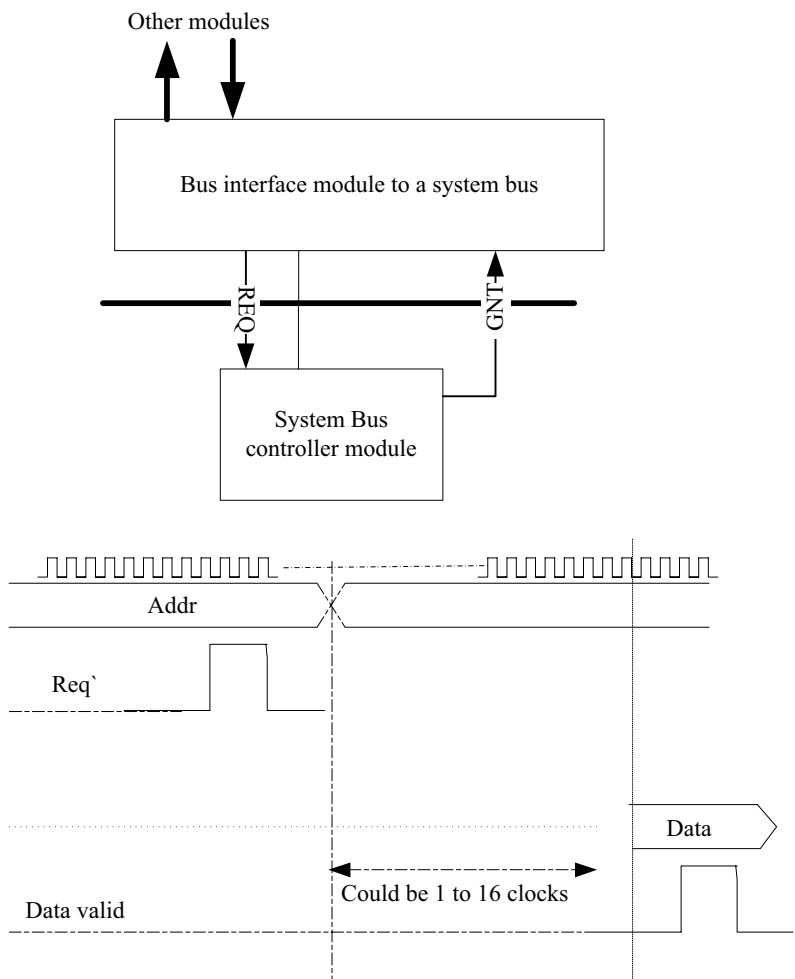 Other modules
Bus interface module to a system bus
REQ
GNT
System Bus
controller module
Addr
Req`
Data
Could be 1 to 16 clocks
Data valid